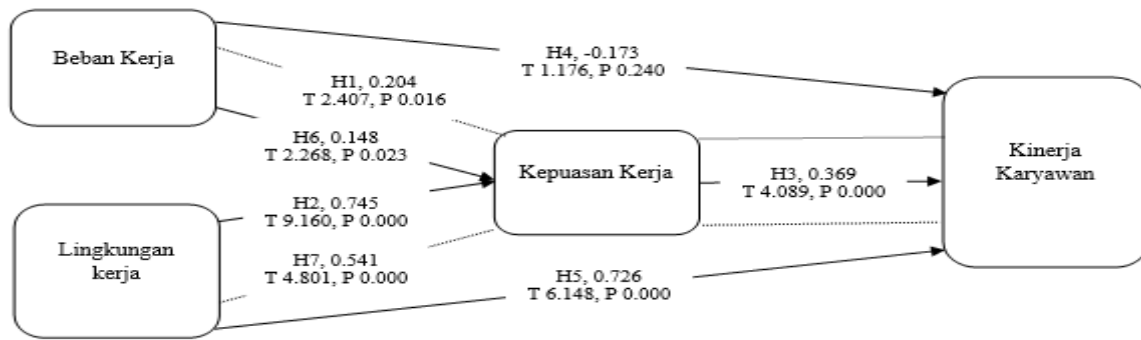 Beban Kerja
H4, -0.173
T 1.176, P 0.240
H1, 0.204
T 2.407, P 0.016
H6, 0.148
T 2.268, P 0.023
Kepuasan Kerja
H3, 0.369
T 4.089, P 0.000
Kinerja
Karyawan
H2, 0.745
T 9.160, P 0.000
Lingkungan
kerja
H7, 0.541
T 4.801, P 0.000
H5, 0.726
T 6.148, P 0.000